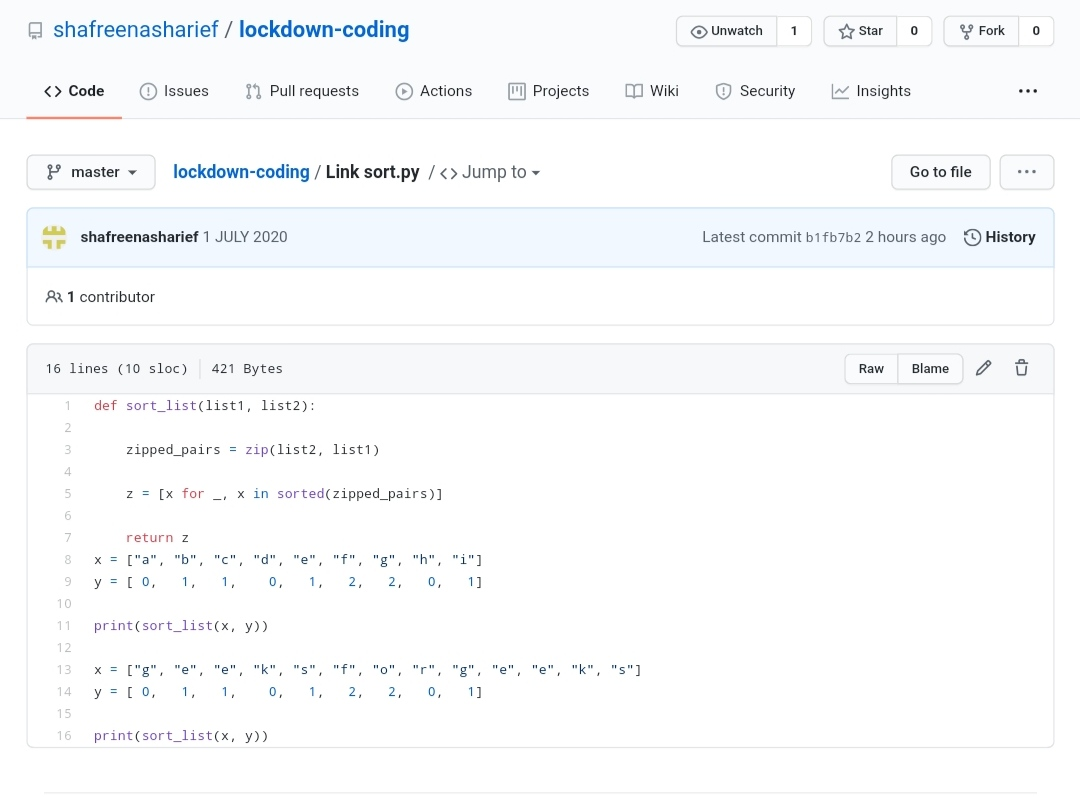 shafreenasharief / lockdown-coding
Unwatch 1 Star 0 Fork 0
Code Issues Pull requests Actions Projects Wiki Security Insights ...
master lockdown-coding / Link sort.py / <> Jump to Go to file ...
shafreenasharief 1 JULY 2020 Latest commit b1fb7b2 2 hours ago History
1 contributor
16 lines (10 sloc) 421 Bytes Raw Blame
1 def sort_list(list1, list2):
2
3 zipped_pairs = zip(list2, list1)
4
5 z = [x for _, x in sorted(zipped_pairs)]
6
7 return z
8 x = ["a", "b", "c", "d", "e", "f", "g", "h", "i"]
9 y = [ 0, 1, 1, 0, 1, 2, 2, 0, 1]
10
11 print(sort_list(x, y))
12
13 x = ["g", "e", "e", "k", "s", "f", "o", "r", "g", "e", "e", "k", "s"]
14 y = [ 0, 1, 1, 0, 1, 2, 2, 0, 1]
15
16 print(sort_list(x, y))